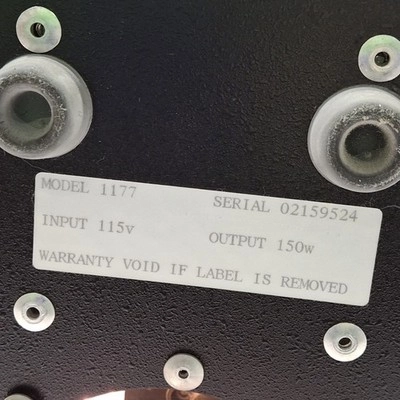 MODEL 1177 SERIAL 02159524
INPUT 115v OUTPUT 150w
WARRANTY VOID IF LABEL IS REMOVED